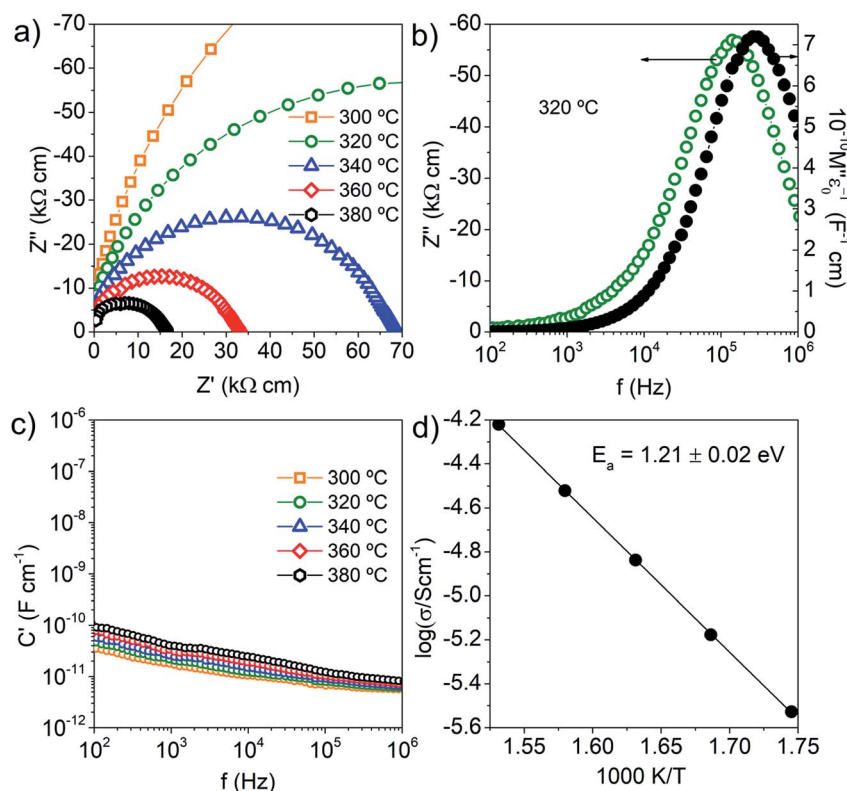 a)
-70
-60
-50
-40
-30
-20
-10
0
Z'' (kΩ cm)
300 ºC
320 ºC
340 ºC
360 ºC
380 ºC
0 10 20 30 40 50 60 70
Z' (kΩ cm)
b)
-60
-50
-40
-30
-20
-10
0
Z'' (kΩ cm)
320 ºC
7
6
5
4
3
2
1
0
10⁻¹⁰M''ε₀⁻¹ (F⁻¹ cm)
10² 10³ 10⁴ 10⁵ 10⁶
f (Hz)
c)
10⁻⁶
10⁻⁷
10⁻⁸
10⁻⁹
10⁻¹⁰
10⁻¹¹
10⁻¹²
C' (F cm⁻¹)
300 ºC
320 ºC
340 ºC
360 ºC
380 ºC
10² 10³ 10⁴ 10⁵ 10⁶
f (Hz)
d)
-4.2
-4.4
-4.6
-4.8
-5.0
-5.2
-5.4
-5.6
log(σ/Scm⁻¹)
Eₐ = 1.21 ± 0.02 eV
1.55 1.60 1.65 1.70 1.75
1000 K/T